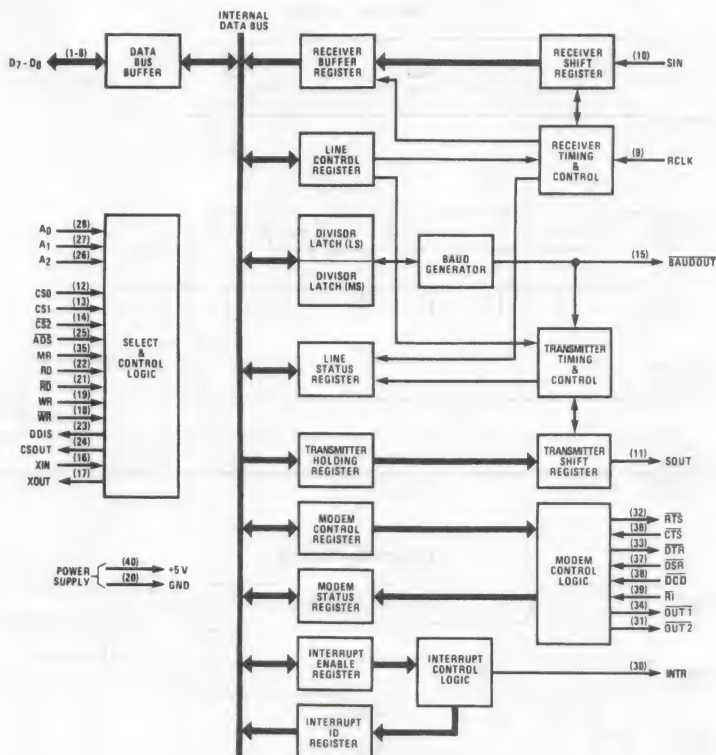 INTERNAL
DATA BUS
D7 - D0
(1-8)
DATA
BUS
BUFFER
RECEIVER
BUFFER
REGISTER
RECEIVER
SHIFT
REGISTER
(10)
SIN
LINE
CONTROL
REGISTER
RECEIVER
TIMING
&
CONTROL
(9)
RCLK
A0 (28)
A1 (27)
A2 (26)
CS0 (12)
CS1 (13)
CS2 (14)
ADS (25)
MR (35)
RD (22)
RD (21)
WR (19)
WR (18)
DDIS (23)
CSOUT (24)
XIN (16)
XOUT (17)
SELECT
&
CONTROL
LOGIC
DIVISOR
LATCH (LS)
DIVISOR
LATCH (MS)
BAUD
GENERATOR
(15)
BAUDOUT
LINE
STATUS
REGISTER
TRANSMITTER
TIMING
&
CONTROL
TRANSMITTER
HOLDING
REGISTER
TRANSMITTER
SHIFT
REGISTER
(11)
SOUT
MODEM
CONTROL
REGISTER
MODEM
STATUS
REGISTER
MODEM
CONTROL
LOGIC
(32) RTS
(36) CTS
(33) DTR
(37) DSR
(38) DCD
(39) RI
(34) OUT 1
(31) OUT 2
POWER
SUPPLY
(40) +5 V
(20) GND
INTERRUPT
ENABLE
REGISTER
INTERRUPT
CONTROL
LOGIC
(30)
INTR
INTERRUPT
ID
REGISTER